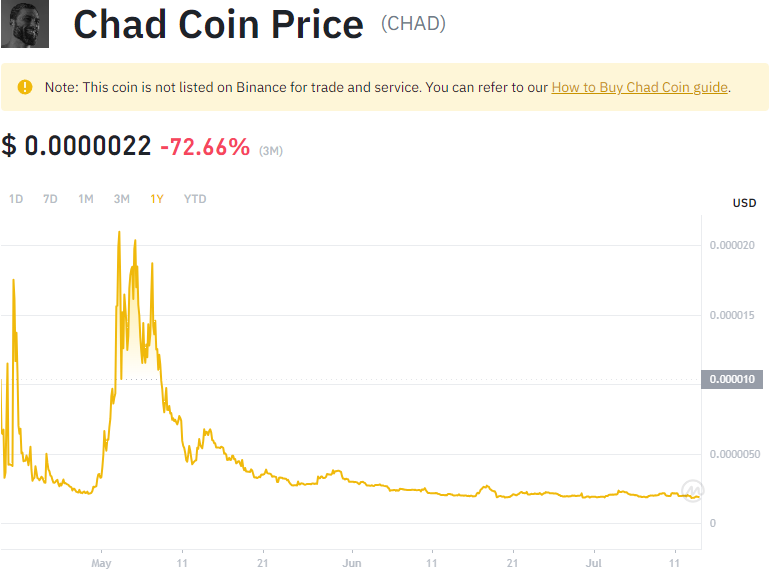 Chad Coin Price (CHAD)
Note: This coin is not listed on Binance for trade and service. You can refer to our How to Buy Chad Coin guide.
$ 0.0000022 -72.66% (3M)
1D 7D 1M 3M 1Y YTD
USD
0.000020
0.000015
0.000010
0.0000050
0
May 11 21 Jun 11 21 Jul 11